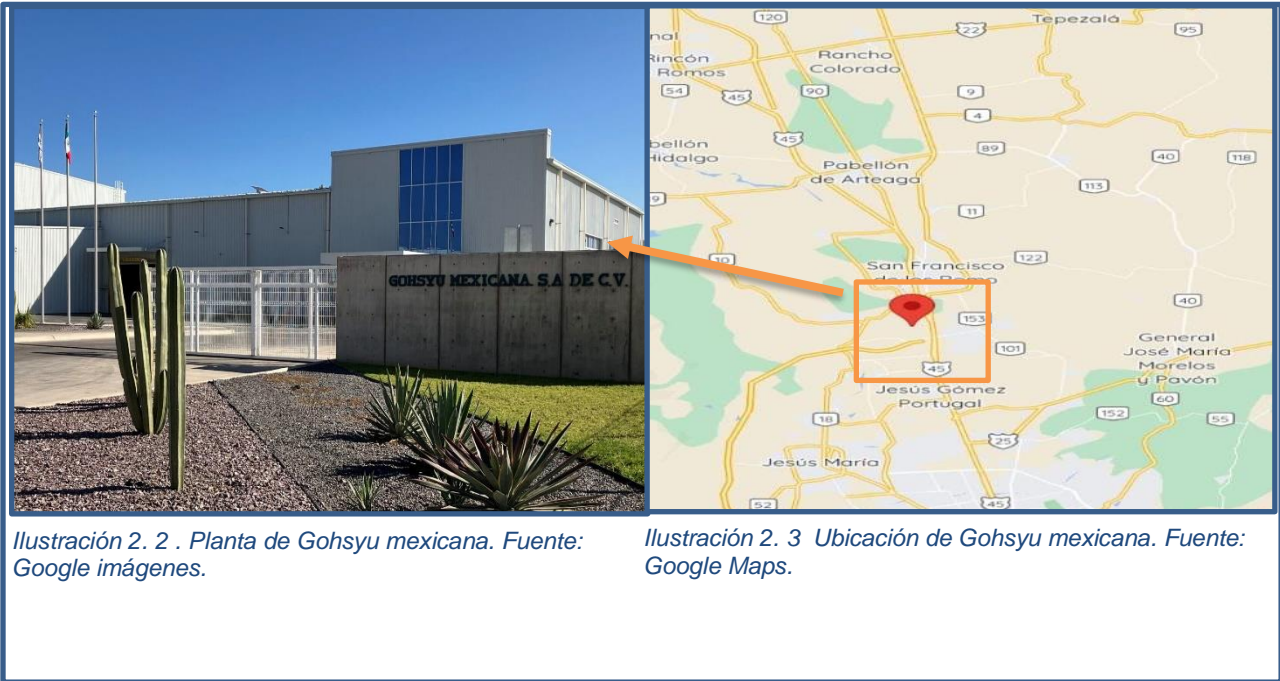 GOHSYU MEXICANA. S.A DE C.V.
120
Tepezalá
22
95
Rincón
Romos
Rancho
Colorado
54
45
90
9
4
45
89
Hidalgo
Pabellón
de Arteaga
40
118
113
9
11
10
122
San Francisco
40
153
General
José María
Morelos
y Pavón
101
45
Jesús Gómez
Portugal
60
152
55
18
25
Jesús María
52
45
Ilustración 2. 2 . Planta de Gohsyu mexicana. Fuente:
Google imágenes.
Ilustración 2. 3 Ubicación de Gohsyu mexicana. Fuente:
Google Maps.